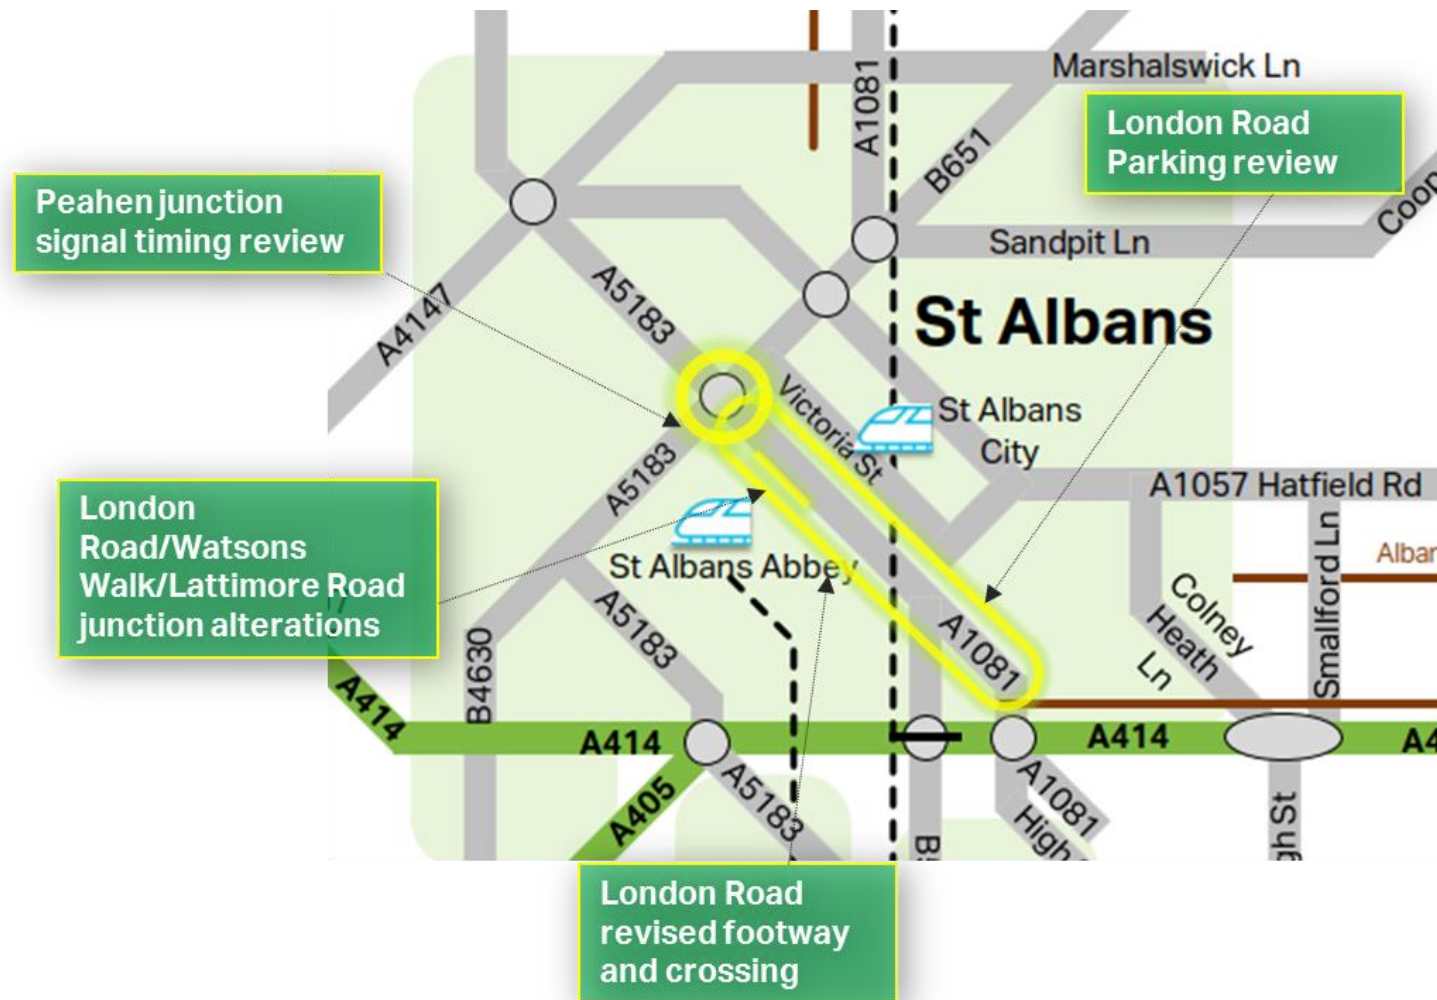 Marshalswick Ln
A1081
London Road
Parking review
B651
Peahen junction
signal timing review
Sandpit Ln
A5183
A4147
St Albans
Victoria St
St Albans
City
A5183
A1057 Hatfield Rd
London
Road/Watsons
Walk/Lattimore Road
junction alterations
St Albans Abbey
Smallford Ln
Colney
Heath
Ln
A5183
A1081
B4630
A414
A414
A414
A405
A5183
A1081
London Road
revised footway
and crossing